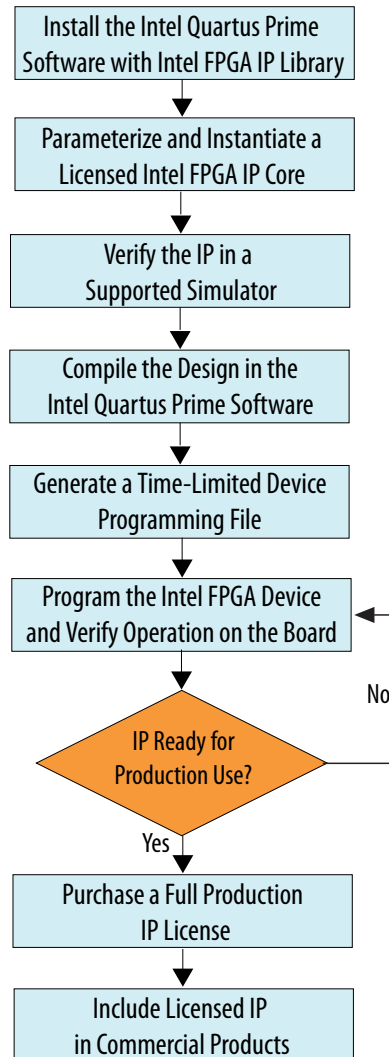 Install the Intel Quartus Prime
Software with Intel FPGA IP Library
Parameterize and Instantiate a
Licensed Intel FPGA IP Core
Verify the IP in a
Supported Simulator
Compile the Design in the
Intel Quartus Prime Software
Generate a Time-Limited Device
Programming File
Program the Intel FPGA Device
and Verify Operation on the Board
No
IP Ready for
Production Use?
Yes
Purchase a Full Production
IP License
Include Licensed IP
in Commercial Products